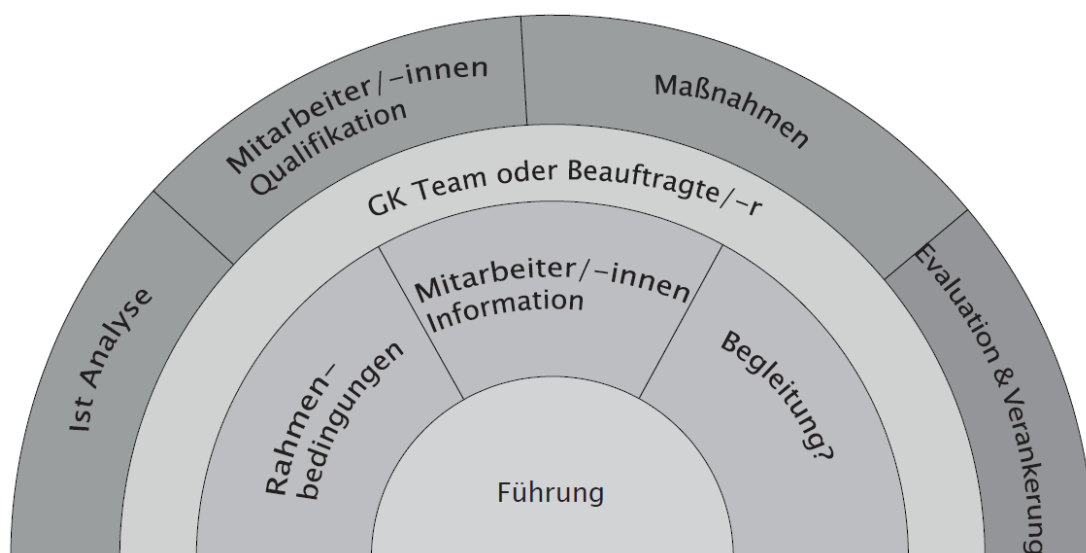 Ist Analyse
Mitarbeiter/-innen
Qualifikation
Maßnahmen
Evaluation & Verankerung
GK Team oder Beauftragte/-r
Rahmen-
bedingungen
Mitarbeiter/-innen
Information
Begleitung?
Führung